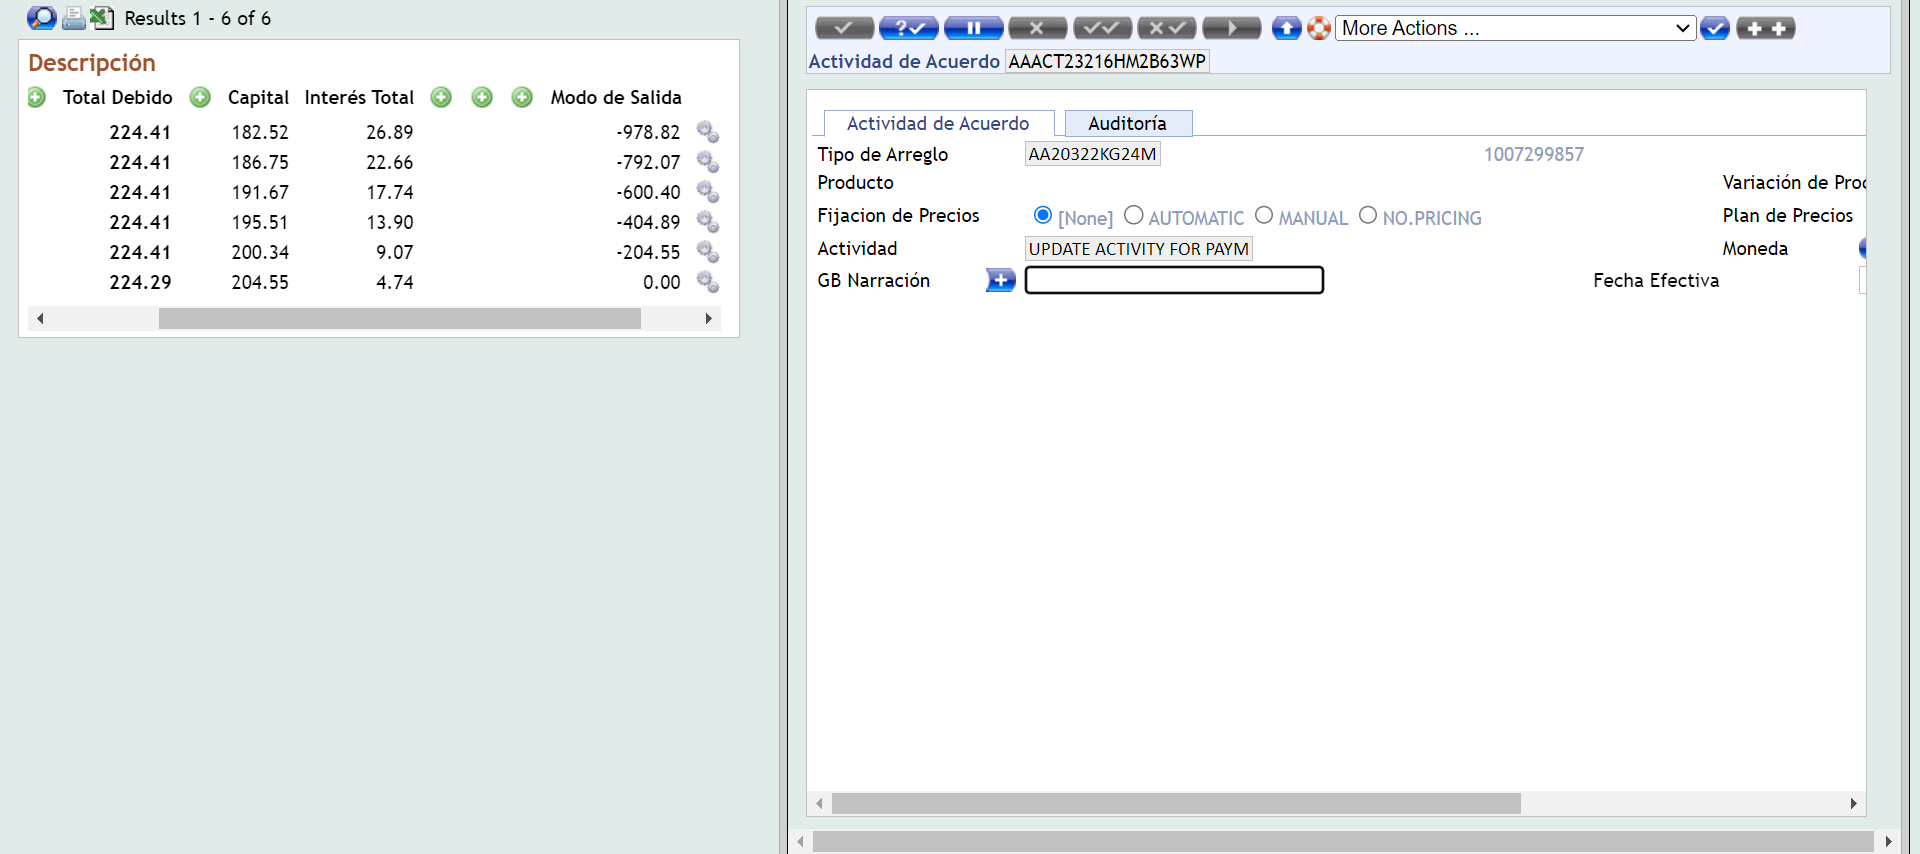 Results 1 - 6 of 6
Descripción
Total Debido Capital Interés Total Modo de Salida
224.41 182.52 26.89 -978.82
224.41 186.75 22.66 -792.07
224.41 191.67 17.74 -600.40
224.41 195.51 13.90 -404.89
224.41 200.34 9.07 -204.55
224.29 204.55 4.74 0.00
More Actions ...
Actividad de Acuerdo AAACT23216HM2B63WP
Actividad de Acuerdo Auditoría
Tipo de Arreglo AA20322KG24M 1007299857
Producto Variación de Proc
Fijacion de Precios [None] AUTOMATIC MANUAL NO.PRICING Plan de Precios
Actividad UPDATE ACTIVITY FOR PAYM Moneda
GB Narración Fecha Efectiva